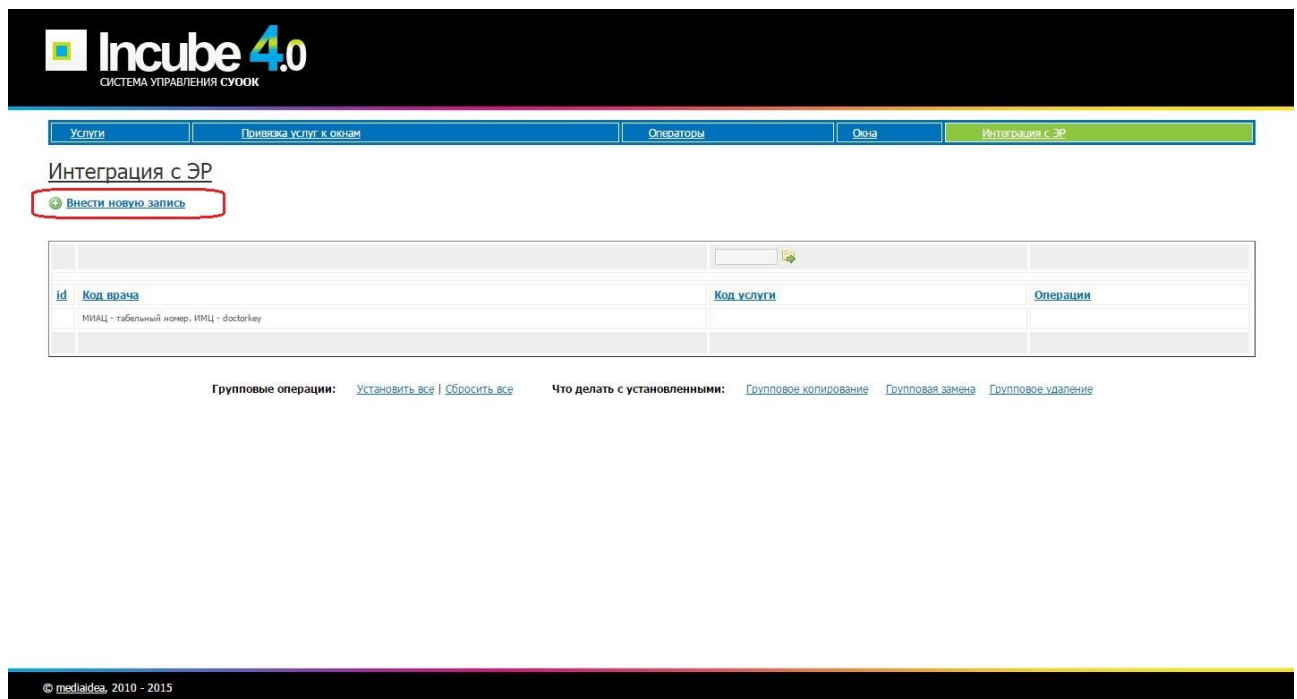 Incube 4.0
СИСТЕМА УПРАВЛЕНИЯ СУООК
Услуги Привязка услуг к окнам Операторы Окна Интеграция с ЭР
Интеграция с ЭР
Внести новую запись
id Код врача Код услуги Операции
МИАЦ - табельный номер. ИМЦ - doctorkey
Групповые операции: Установить все | Сбросить все Что делать с установленными: Групповое копирование Групповая замена Групповое удаление
© mediaidea, 2010 - 2015